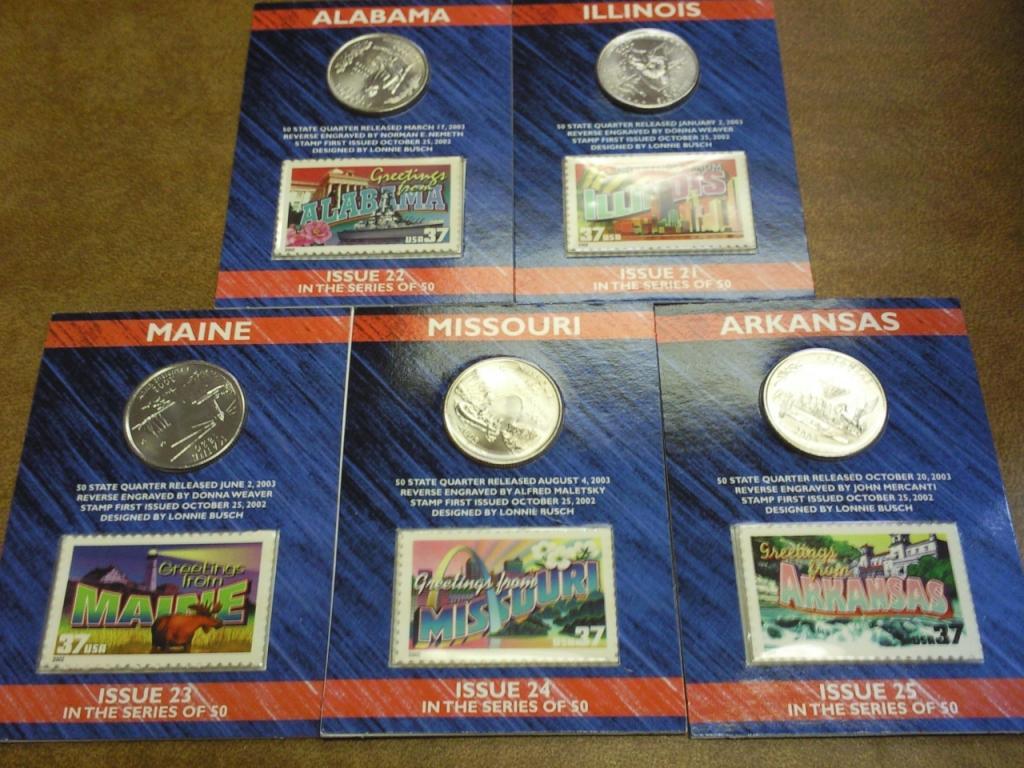 ALABAMA
50 STATE QUARTER RELEASED MARCH 17, 2003
REVERSE ENGRAVED BY NORMAN E. NEMETH
STAMP FIRST ISSUED OCTOBER 25, 2002
DESIGNED BY LONNIE BUSCH
Greetings
from
ALABAMA
USA 37
ISSUE 22
IN THE SERIES OF 50
ILLINOIS
50 STATE QUARTER RELEASED JANUARY 2, 2003
REVERSE ENGRAVED BY DONNA WEAVER
STAMP FIRST ISSUED OCTOBER 25, 2002
DESIGNED BY LONNIE BUSCH
ILLINOIS
37 USA
ISSUE 21
IN THE SERIES OF 50
MAINE
50 STATE QUARTER RELEASED JUNE 2, 2003
REVERSE ENGRAVED BY DONNA WEAVER
STAMP FIRST ISSUED OCTOBER 25, 2002
DESIGNED BY LONNIE BUSCH
Greetings
from
MAINE
37 USA
2002
ISSUE 23
IN THE SERIES OF 50
MISSOURI
50 STATE QUARTER RELEASED AUGUST 4, 2003
REVERSE ENGRAVED BY ALFRED MALETSKY
STAMP FIRST ISSUED OCTOBER 25, 2002
DESIGNED BY LONNIE BUSCH
Greetings from
MISSOURI
USA 37
ISSUE 24
IN THE SERIES OF 50
ARKANSAS
50 STATE QUARTER RELEASED OCTOBER 20, 2003
REVERSE ENGRAVED BY JOHN MERCANTI
STAMP FIRST ISSUED OCTOBER 25, 2002
DESIGNED BY LONNIE BUSCH
Greetings
from
ARKANSAS
USA 37
ISSUE 25
IN THE SERIES OF 50